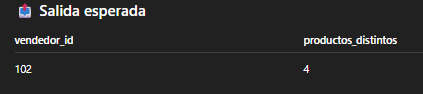 Salida esperada
vendedor_id productos_distintos
102 4